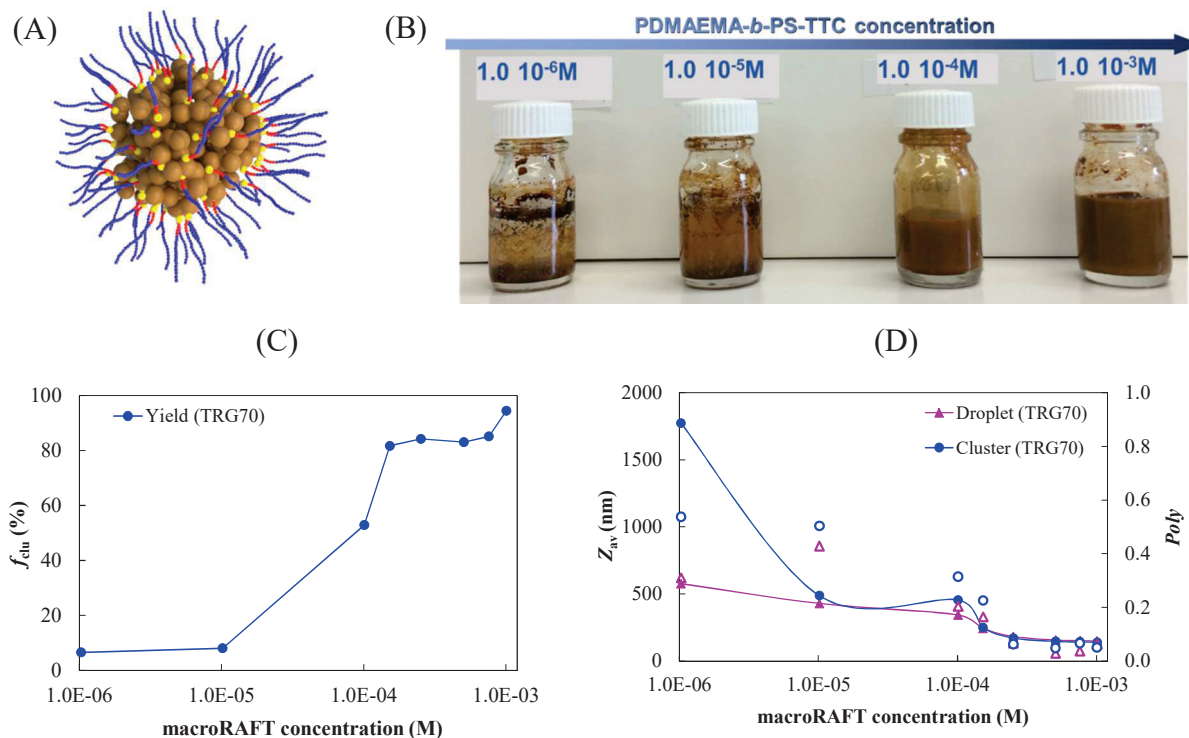 (A)
(B)
PDMAEMA-b-PS-TTC concentration
1.0 10⁻⁶M
1.0 10⁻⁵M
1.0 10⁻⁴M
1.0 10⁻³M
(C)
100
80
60
40
20
0
f_clu (%)
Yield (TRG70)
1.0E-06
1.0E-05
1.0E-04
1.0E-03
macroRAFT concentration (M)
(D)
2000
1500
1000
500
0
Z_av (nm)
Droplet (TRG70)
Cluster (TRG70)
1.0
0.8
0.6
0.4
0.2
0.0
Poly
1.0E-06
1.0E-05
1.0E-04
1.0E-03
macroRAFT concentration (M)